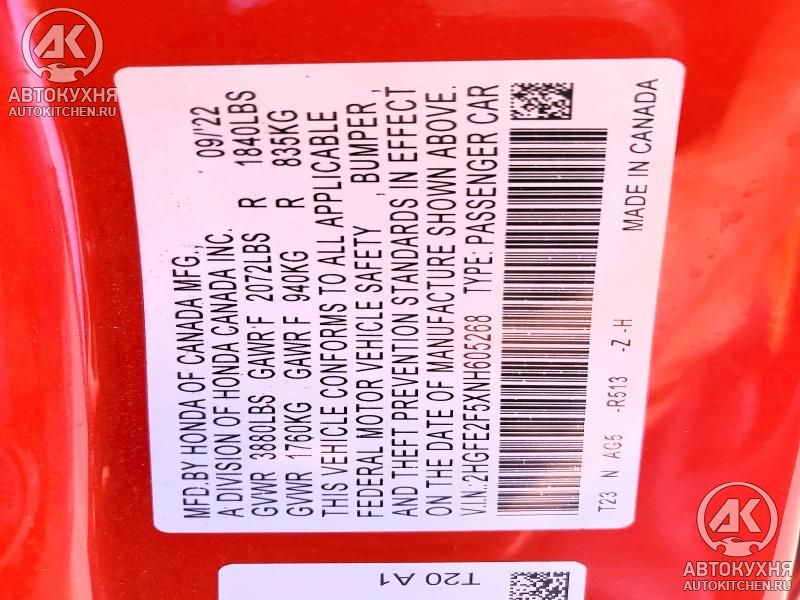 MFD.BY HONDA OF CANADA MFG., 09/'22
A DIVISION OF HONDA CANADA INC.
GVWR 3880LBS GAWR F 2072LBS R 1840LBS
GVWR 1760KG GAWR F 940KG R 835KG
THIS VEHICLE CONFORMS TO ALL APPLICABLE
FEDERAL MOTOR VEHICLE SAFETY , BUMPER ,
AND THEFT PREVENTION STANDARDS IN EFFECT
ON THE DATE OF MANUFACTURE SHOWN ABOVE.
V.I.N.:2HGFE2F5XNH605268 TYPE: PASSENGER CAR
T23 N AG5 -R513 -Z -H MADE IN CANADA
T20 A1
АК
АВТОКУХНЯ
AUTOKITCHEN.RU
АК
АВТОКУХНЯ
AUTOKITCHEN.RU